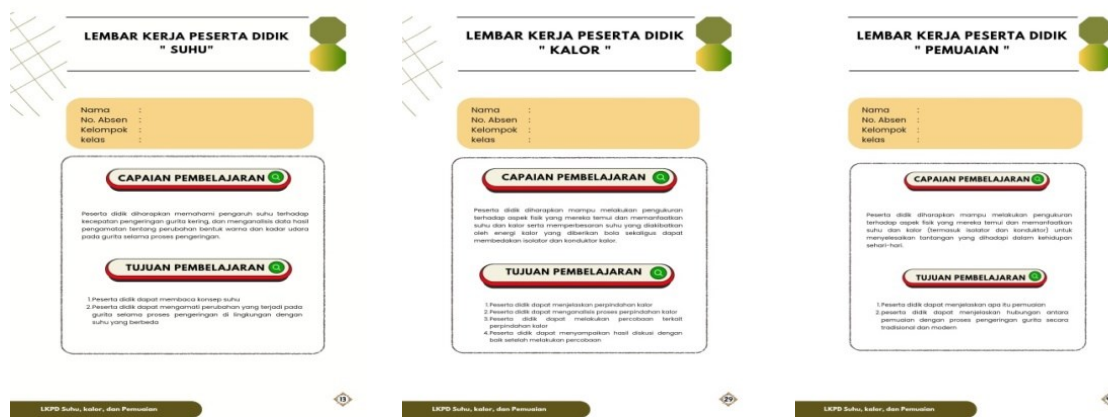 LEMBAR KERJA PESERTA DIDIK
" SUHU"
Nama :
No. Absen :
Kelompok :
kelas :
CAPAIAN PEMBELAJARAN
Peserta didik diharapkan memahami pengaruh suhu terhadap
kecepatan pengeringan gurita kering, dan menganalisis data hasil
pengamatan tentang perubahan bentuk warna dan kadar udara
pada gurita selama proses pengeringan.
TUJUAN PEMBELAJARAN
1.Peserta didik dapat membaca konsep suhu
2.Peserta didik dapat mengamati perubahan yang terjadi pada
gurita selama proses pengeringan di lingkungan dengan
suhu yang berbeda
LKPD Suhu, kalor, dan Pemuaian
13
LEMBAR KERJA PESERTA DIDIK
" KALOR "
Nama :
No. Absen :
Kelompok :
kelas :
CAPAIAN PEMBELAJARAN
Peserta didik diharapkan mampu melakukan pengukuran
terhadap aspek fisik yang mereka temui dan memanfaatkan
suhu dan kalor serta memperbesaran suhu yang diakibatkan
oleh energi kalor yang diberikan bola sekaligus dapat
membedakan isolator dan konduktor kalor.
TUJUAN PEMBELAJARAN
1.Peserta didik dapat menjelaskan perpindahan kalor
2.Peserta didik dapat menganalisis proses perpindahan kalor
3.Peserta didik dapat melakukan percobaan terkait
perpindahan kalor
4.Peserta didik dapat menyampaikan hasil diskusi dengan
baik setelah melakukan percobaan
LKPD Suhu, kalor, dan Pemuaian
29
LEMBAR KERJA PESERTA DIDIK
" PEMUAIAN "
Nama :
No. Absen :
Kelompok :
kelas :
CAPAIAN PEMBELAJARAN
Peserta didik diharapkan mampu melakukan pengukuran
terhadap aspek fisik yang mereka temui dan memanfaatkan
suhu dan kalor (termasuk isolator dan konduktor) untuk
menyelesaikan tantangan yang dihadapi dalam kehidupan
sehari-hari.
TUJUAN PEMBELAJARAN
1.Peserta didik dapat menjelaskan apa itu pemuaian
2.peserta didik dapat menjelaskan hubungan antara
pemuaian dengan proses pengeringan gurita secara
tradisional dan modern
LKPD Suhu, kalor, dan Pemuaian